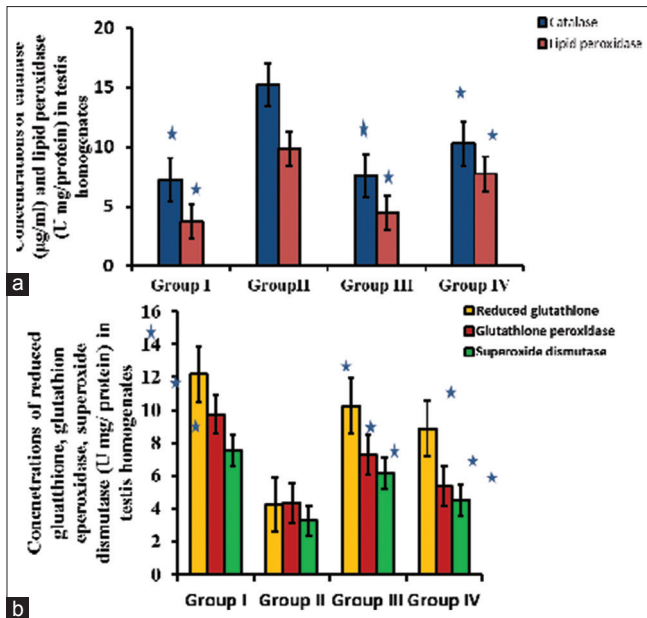 Catalase
Lipid peroxidase
Concentrations of catanase
(µg/ml) and lipid peroxidase
(U mg/protein) in testis
homogenates
20
15
10
5
0
Group I
GroupII
Group III
Group IV
a
Reduced glutathione
Glutathione peroxidase
Superoxide dismutase
Concnetrations of reduced
gluatthione, glutathion
eperoxidase, superoxide
dismutase (U mg/ protein) in
testis homogenates
16
14
12
10
8
6
4
2
0
Group I
Group II
Group III
Group IV
b